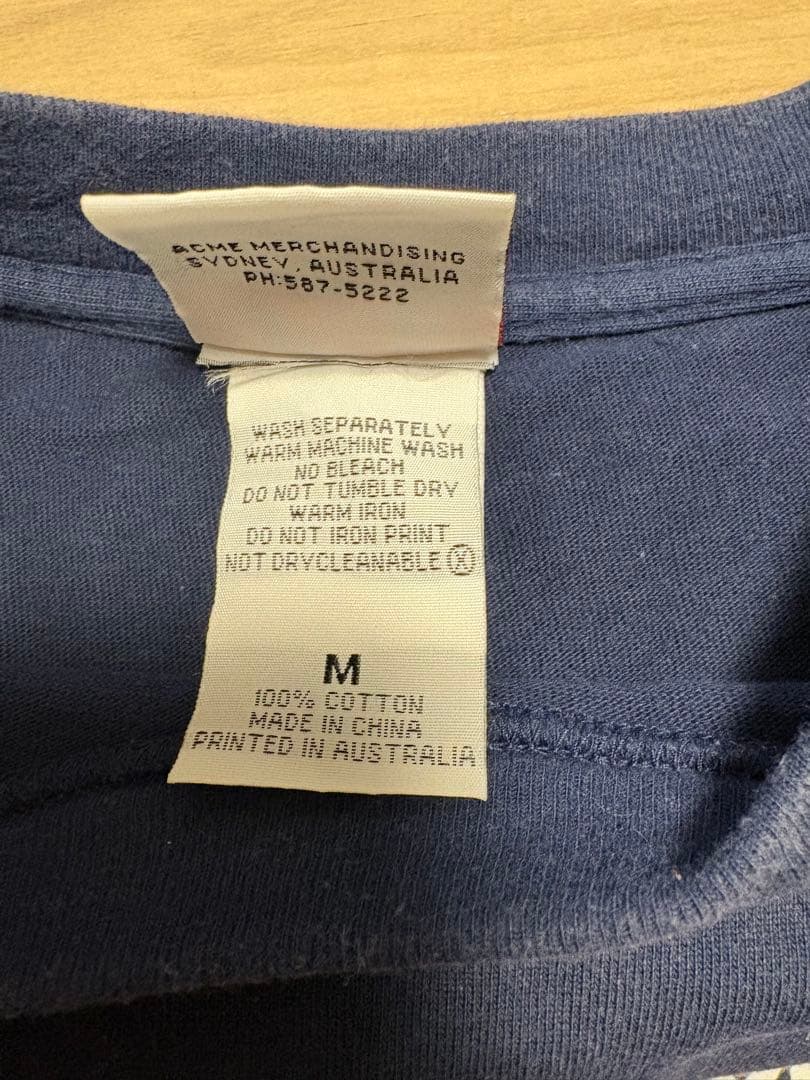 ACME MERCHANDISING
SYDNEY, AUSTRALIA
PH:587-5222
WASH SEPARATELY
WARM MACHINE WASH
NO BLEACH
DO NOT TUMBLE DRY
WARM IRON
DO NOT IRON PRINT
NOT DRYCLEANABLE Ⓧ
M
100% COTTON
MADE IN CHINA
PRINTED IN AUSTRALIA